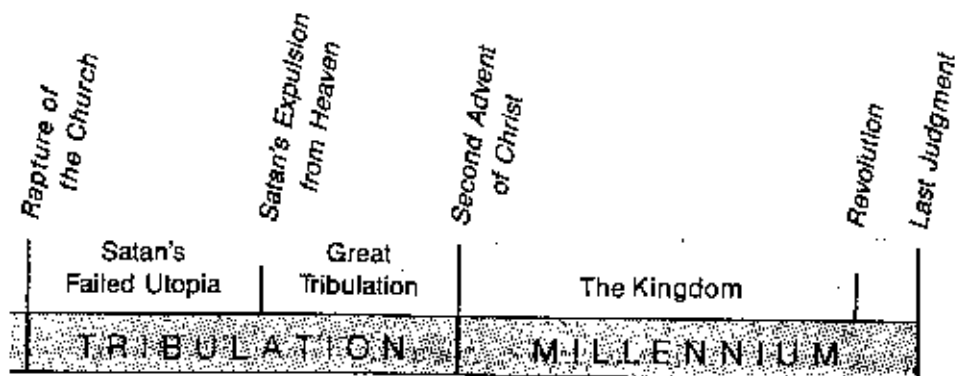 Rapture of
the Church
Satan's Expulsion
from Heaven
Second Advent
of Christ
Revolution
Last Judgment
Satan's
Failed Utopia
Great
Tribulation
The Kingdom
TRIBULATION
MILLENNIUM